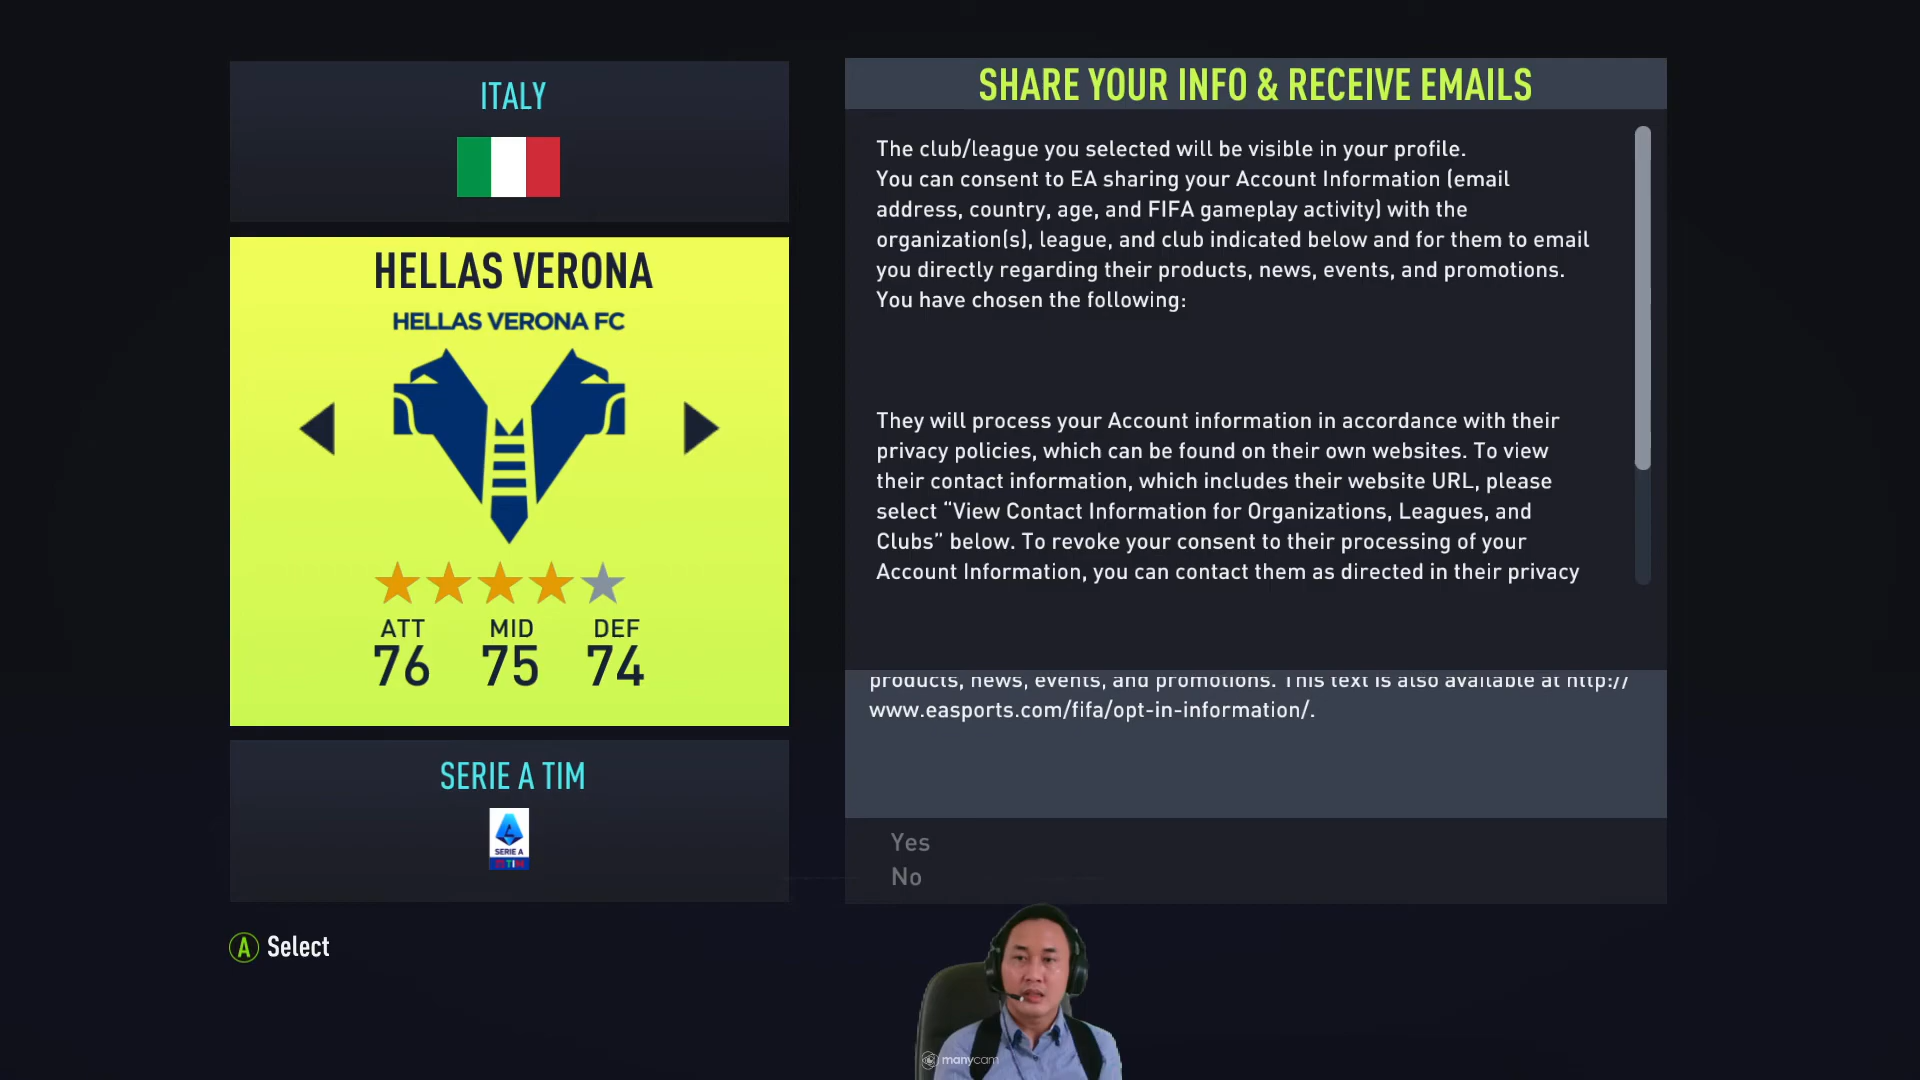 ITALY
HELLAS VERONA
HELLAS VERONA FC
ATT MID DEF
76 75 74
SERIE A TIM
SERIE A
TIM
A Select
SHARE YOUR INFO & RECEIVE EMAILS
The club/league you selected will be visible in your profile.
You can consent to EA sharing your Account Information (email
address, country, age, and FIFA gameplay activity) with the
organization(s), league, and club indicated below and for them to email
you directly regarding their products, news, events, and promotions.
You have chosen the following:
They will process your Account information in accordance with their
privacy policies, which can be found on their own websites. To view
their contact information, which includes their website URL, please
select “View Contact Information for Organizations, Leagues, and
Clubs” below. To revoke your consent to their processing of your
Account Information, you can contact them as directed in their privacy
products, news, events, and promotions. This text is also available at http://
www.easports.com/fifa/opt-in-information/.
Yes
No
manycam